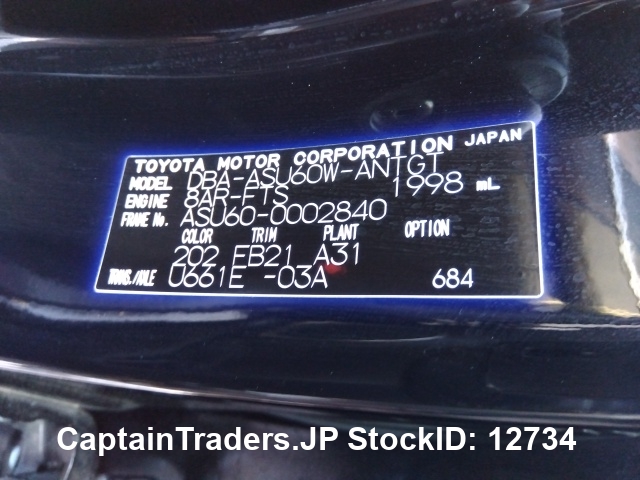 TOYOTA MOTOR CORPORATION JAPAN
MODEL DBA-ASU60W-ANTGT
ENGINE 8AR-FTS 1998 mL
FRAME No. ASU60-0002840
COLOR TRIM PLANT OPTION
202 EB21 A31
TRANS./AXLE U661E -03A 684
CaptainTraders.JP StockID: 12734